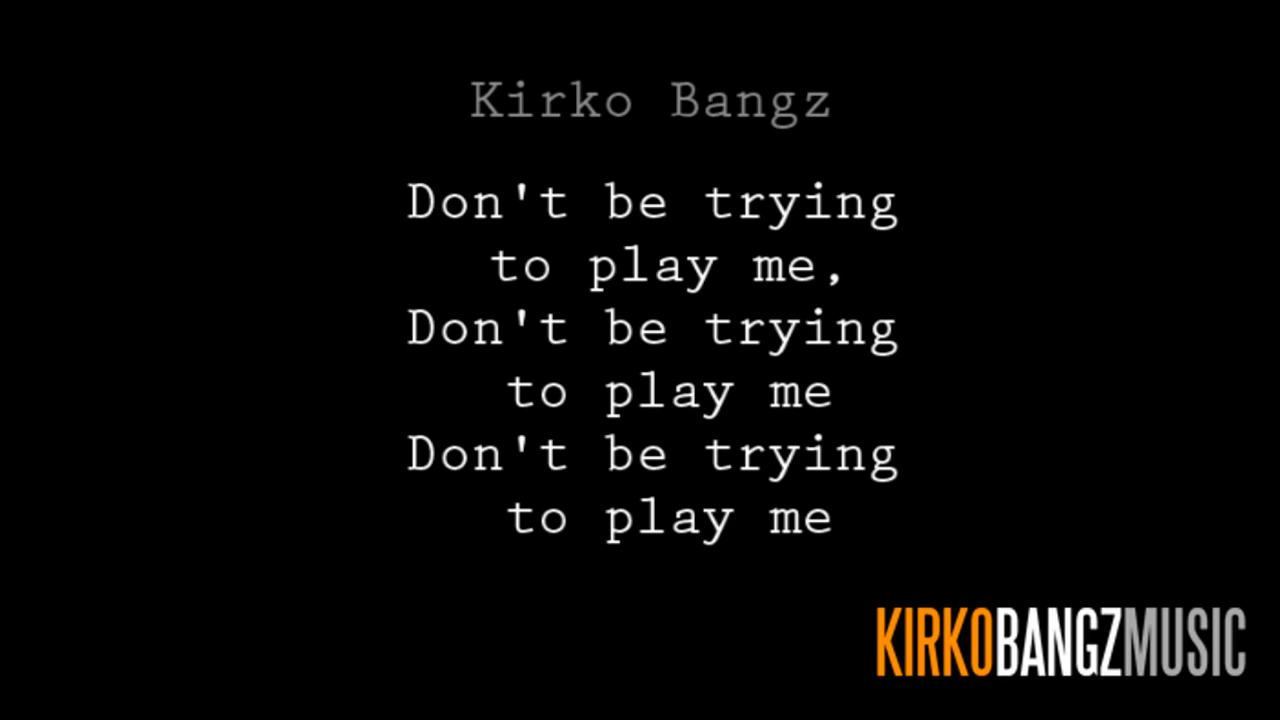 Kirko Bangz
Don't be trying
to play me,
Don't be trying
to play me
Don't be trying
to play me
KIRKOBANGZMUSIC